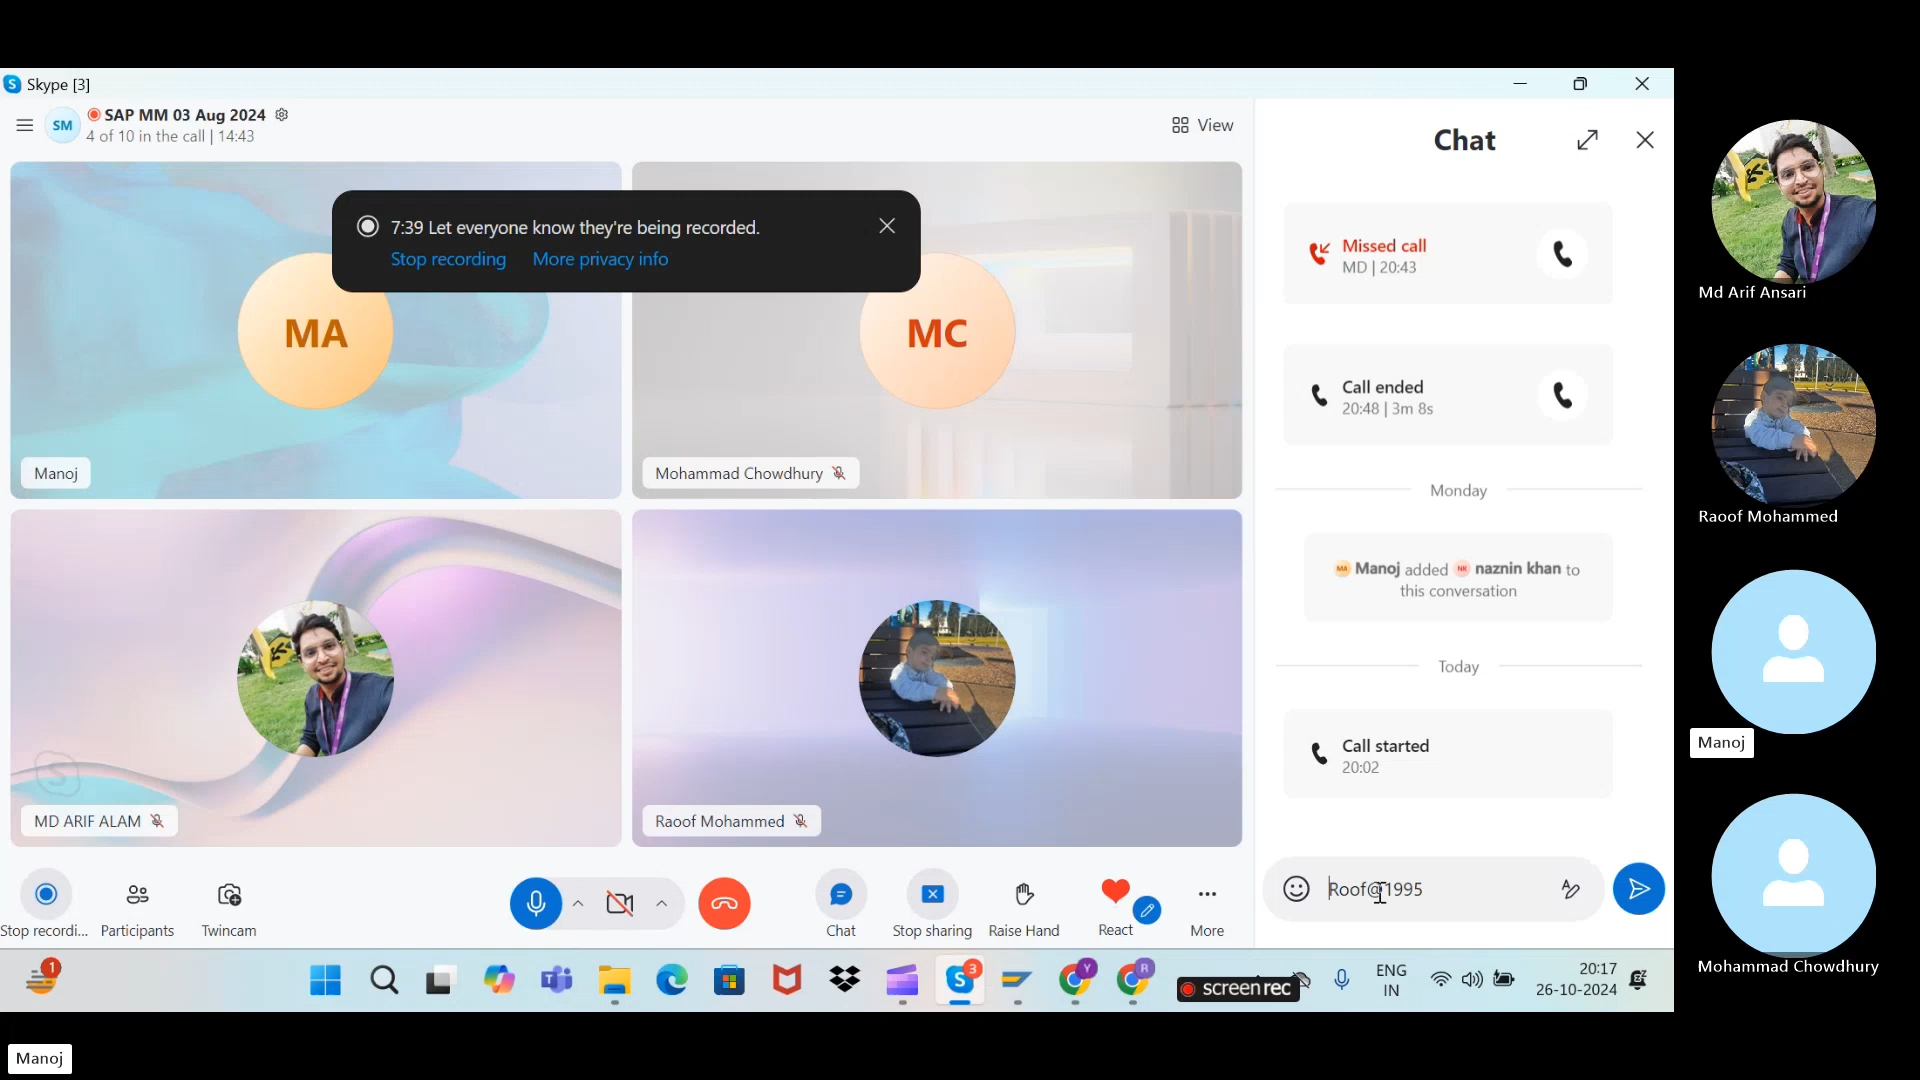 Skype [3]
SM
SAP MM 03 Aug 2024
4 of 10 in the call | 14:43
View
7:39 Let everyone know they're being recorded.
Stop recording More privacy info
MA
Manoj
MC
Mohammad Chowdhury
MD ARIF ALAM
Raoof Mohammed
Stop recordi...
Participants
Twincam
Chat
Stop sharing
Raise Hand
React
More
Chat
Missed call
MD | 20:43
Call ended
20:48 | 3m 8s
Monday
MA Manoj added NK naznin khan to
this conversation
Today
Call started
20:02
1
3
Y
R
screenrec
ENG
IN
20:17
26-10-2024
Md Arif Ansari
Raoof Mohammed
Manoj
Mohammad Chowdhury
Manoj